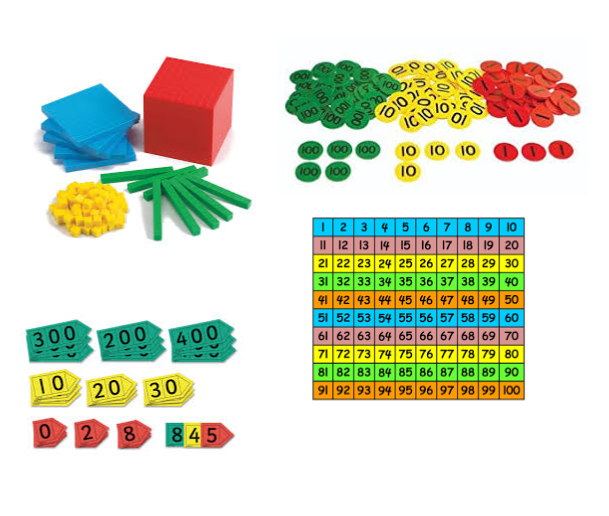 100 100 100 10 10 10 1 1 1
100 100 10
1 2 3 4 5 6 7 8 9 10
11 12 13 14 15 16 17 18 19 20
21 22 23 24 25 26 27 28 29 30
31 32 33 34 35 36 37 38 39 40
41 42 43 44 45 46 47 48 49 50
51 52 53 54 55 56 57 58 59 60
61 62 63 64 65 66 67 68 69 70
71 72 73 74 75 76 77 78 79 80
81 82 83 84 85 86 87 88 89 90
91 92 93 94 95 96 97 98 99 100
300 200 400
10 20 30
0 2 8 845